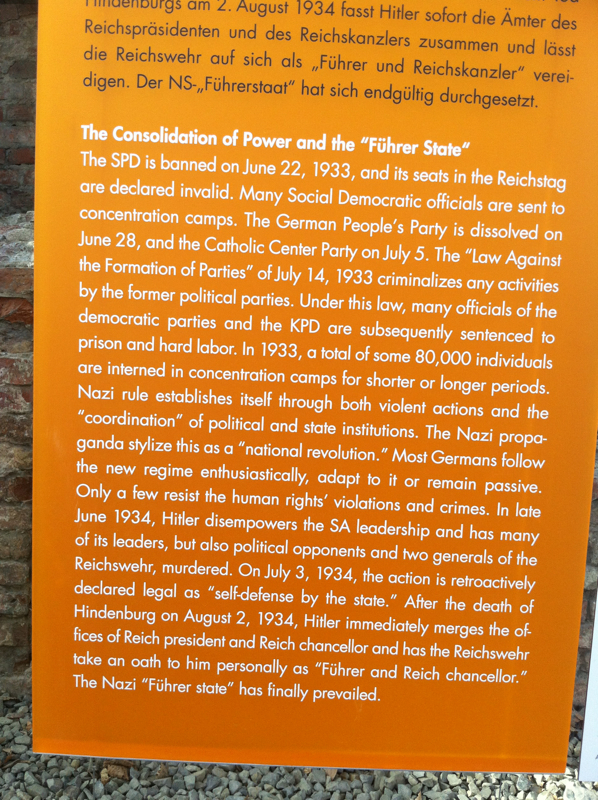 Hindenburgs am 2. August 1934 fasst Hitler sofort die Ämter des
Reichspräsidenten und des Reichskanzlers zusammen und lässt
die Reichswehr auf sich als „Führer und Reichskanzler“ verei-
digen. Der NS-„Führerstaat“ hat sich endgültig durchgesetzt.
The Consolidation of Power and the “Führer State“
The SPD is banned on June 22, 1933, and its seats in the Reichstag
are declared invalid. Many Social Democratic officials are sent to
concentration camps. The German People’s Party is dissolved on
June 28, and the Catholic Center Party on July 5. The “Law Against
the Formation of Parties” of July 14, 1933 criminalizes any activities
by the former political parties. Under this law, many officials of the
democratic parties and the KPD are subsequently sentenced to
prison and hard labor. In 1933, a total of some 80,000 individuals
are interned in concentration camps for shorter or longer periods.
Nazi rule establishes itself through both violent actions and the
“coordination” of political and state institutions. The Nazi propa-
ganda stylize this as a “national revolution.” Most Germans follow
the new regime enthusiastically, adapt to it or remain passive.
Only a few resist the human rights’ violations and crimes. In late
June 1934, Hitler disempowers the SA leadership and has many
of its leaders, but also political opponents and two generals of the
Reichswehr, murdered. On July 3, 1934, the action is retroactively
declared legal as “self-defense by the state.” After the death of
Hindenburg on August 2, 1934, Hitler immediately merges the of-
fices of Reich president and Reich chancellor and has the Reichswehr
take an oath to him personally as “Führer and Reich chancellor.”
The Nazi “Führer state” has finally prevailed.